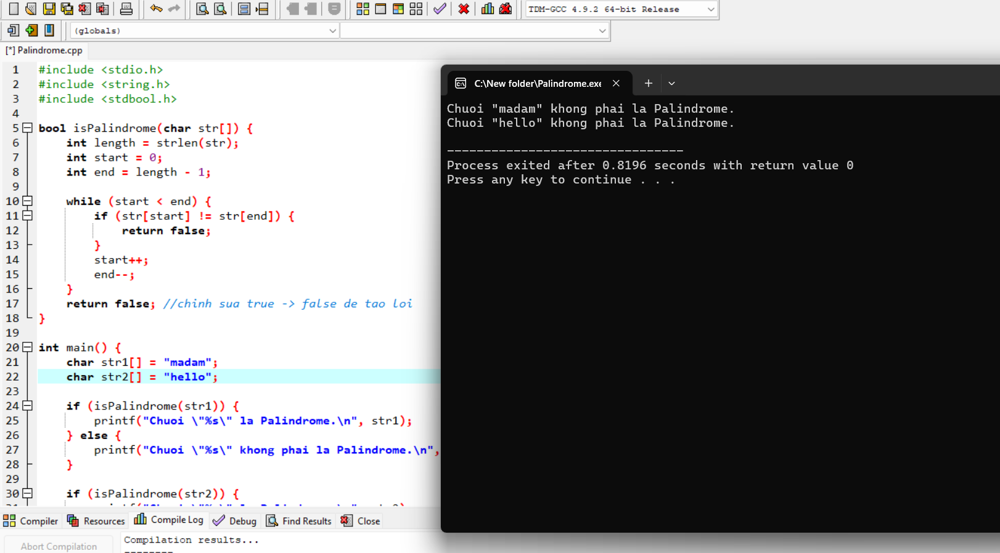 TDM-GCC 4.9.2 64-bit Release
(globals)
[*] Palindrome.cpp
1 #include <stdio.h>
2 #include <string.h>
3 #include <stdbool.h>
4
5 bool isPalindrome(char str[]) {
6 int length = strlen(str);
7 int start = 0;
8 int end = length - 1;
9
10 while (start < end) {
11 if (str[start] != str[end]) {
12 return false;
13 }
14 start++;
15 end--;
16 }
17 return false; //chinh sua true -> false de tao loi
18 }
19
20 int main() {
21 char str1[] = "madam";
22 char str2[] = "hello";
23
24 if (isPalindrome(str1)) {
25 printf("Chuoi \"%s\" la Palindrome.\n", str1);
26 } else {
27 printf("Chuoi \"%s\" khong phai la Palindrome.\n",
28 }
29
30 if (isPalindrome(str2)) {
C:\New folder\Palindrome.exe
Chuoi "madam" khong phai la Palindrome.
Chuoi "hello" khong phai la Palindrome.
--------------------------------
Process exited after 0.8196 seconds with return value 0
Press any key to continue . . .
Compiler Resources Compile Log Debug Find Results Close
Abort Compilation
Compilation results...
--------